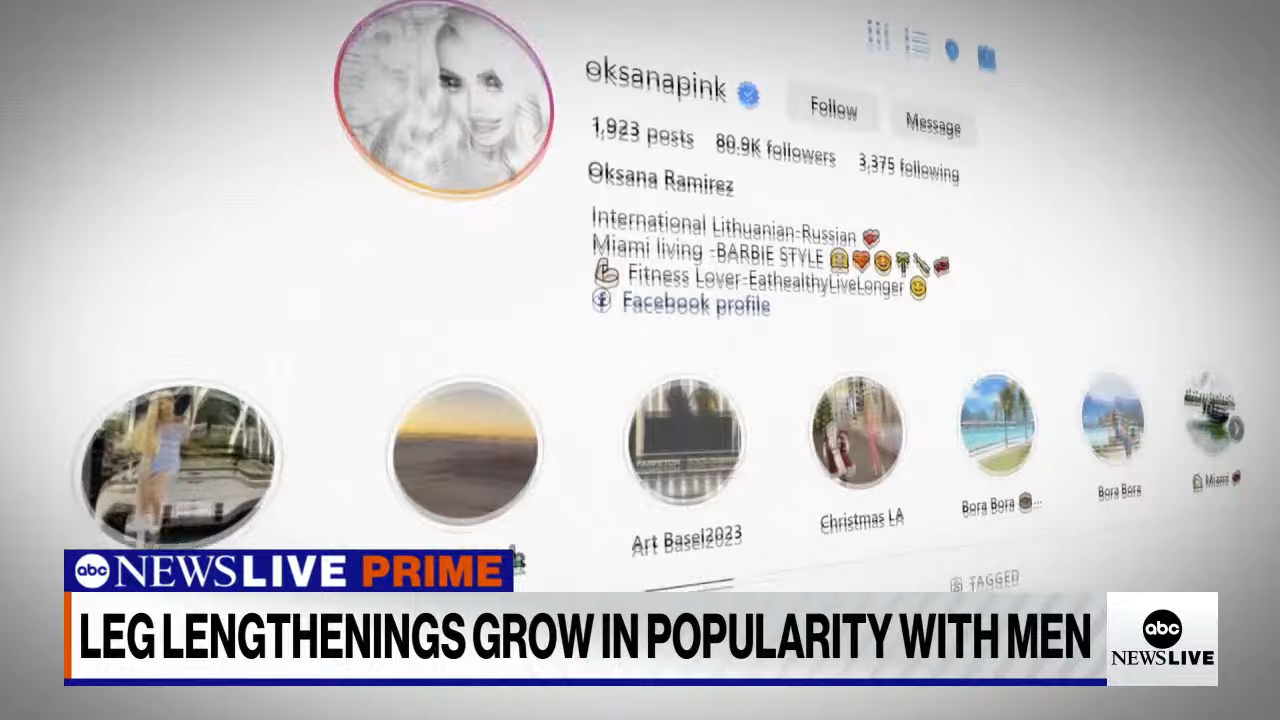 oksanapink
Follow
Message
1,923 posts 80.9K followers 3,375 following
Oksana Ramirez
International Lithuanian-Russian ❤️
Miami living -BARBIE STYLE
💪 Fitness Lover-EathealthyLiveLonger 😊
Facebook profile
Art Basel2023
Christmas LA
Bora Bora ...
Bora Bora
Miami
TAGGED
abc NEWS LIVE PRIME
LEG LENGTHENINGS GROW IN POPULARITY WITH MEN
abc
NEWS LIVE